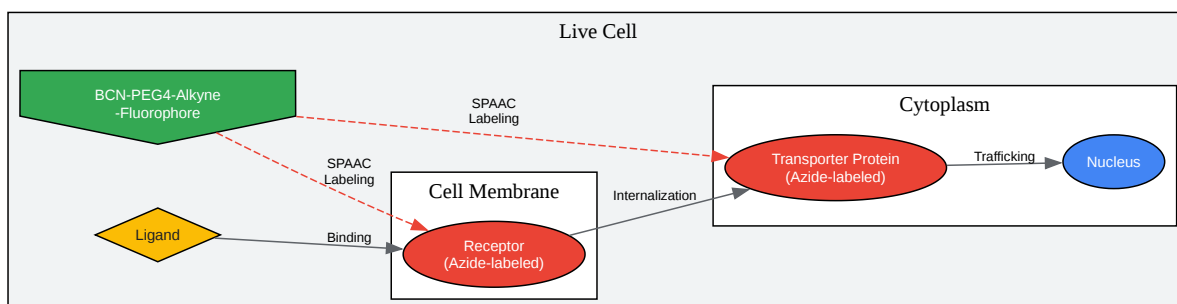 Live Cell
BCN-PEG4-Alkyne
-Fluorophore
SPAAC
Labeling
Cytoplasm
SPAAC
Labeling
Transporter Protein
(Azide-labeled)
Trafficking
Nucleus
Cell Membrane
Internalization
Ligand
Binding
Receptor
(Azide-labeled)